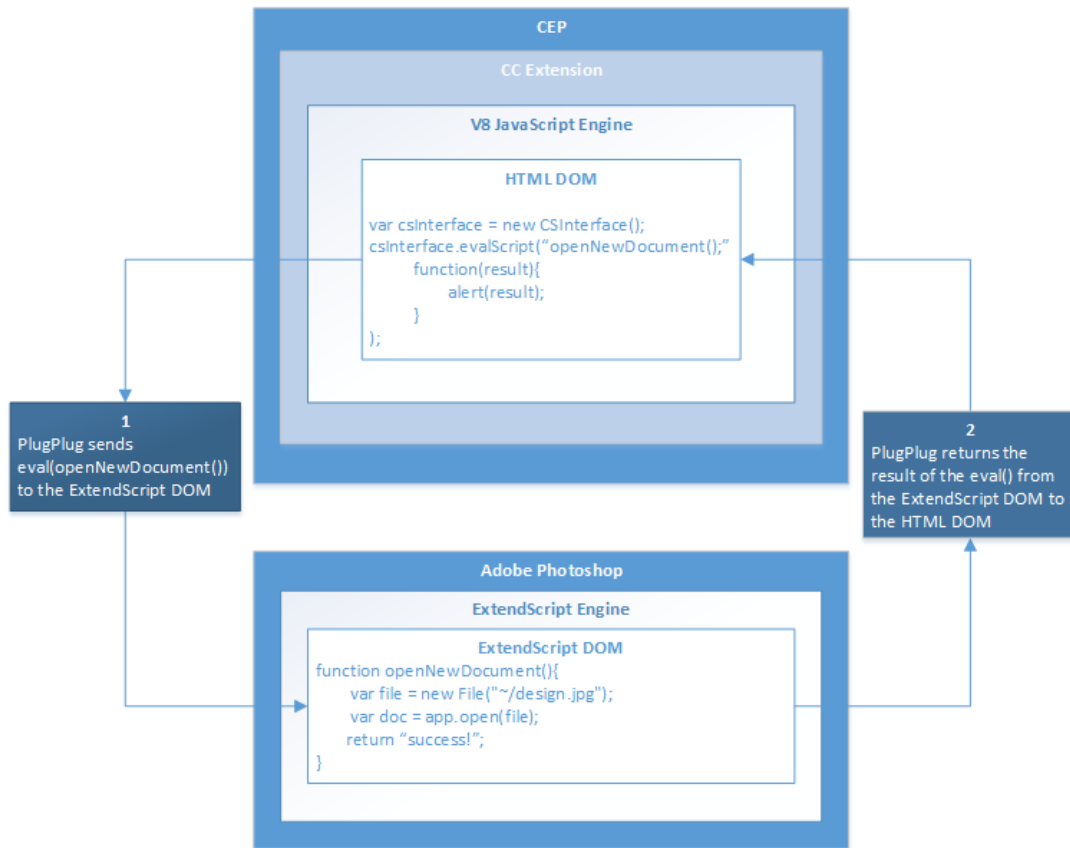 CEP
CC Extension
V8 JavaScript Engine
HTML DOM
var csInterface = new CSInterface();
csInterface.evalScript(“openNewDocument();”
function(result){
alert(result);
}
);
1
PlugPlug sends
eval(openNewDocument())
to the ExtendScript DOM
2
PlugPlug returns the
result of the eval() from
the ExtendScript DOM to
the HTML DOM
Adobe Photoshop
ExtendScript Engine
ExtendScript DOM
function openNewDocument(){
var file = new File("~/design.jpg");
var doc = app.open(file);
return “success!”;
}